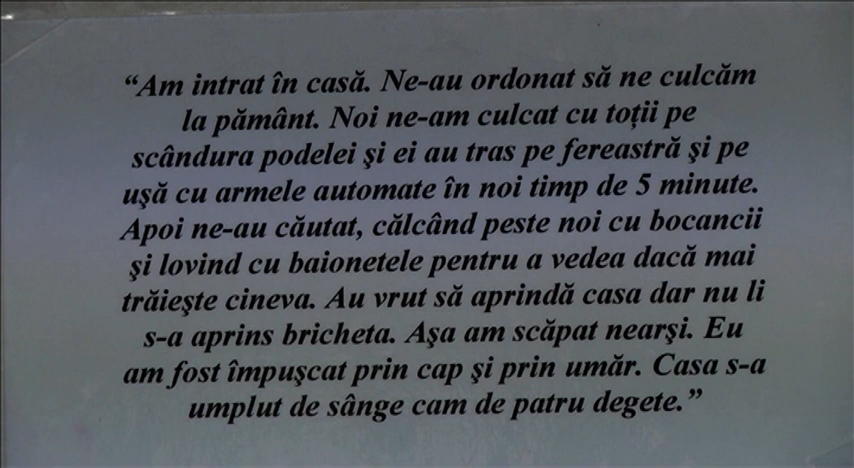 “Am intrat în casă. Ne-au ordonat să ne culcăm
la pământ. Noi ne-am culcat cu toţii pe
scândura podelei şi ei au tras pe fereastră şi pe
uşă cu armele automate în noi timp de 5 minute.
Apoi ne-au căutat, călcând peste noi cu bocancii
şi lovind cu baionetele pentru a vedea dacă mai
trăieşte cineva. Au vrut să aprindă casa dar nu li
s-a aprins bricheta. Aşa am scăpat nearşi. Eu
am fost împuşcat prin cap şi prin umăr. Casa s-a
umplut de sânge cam de patru degete.”